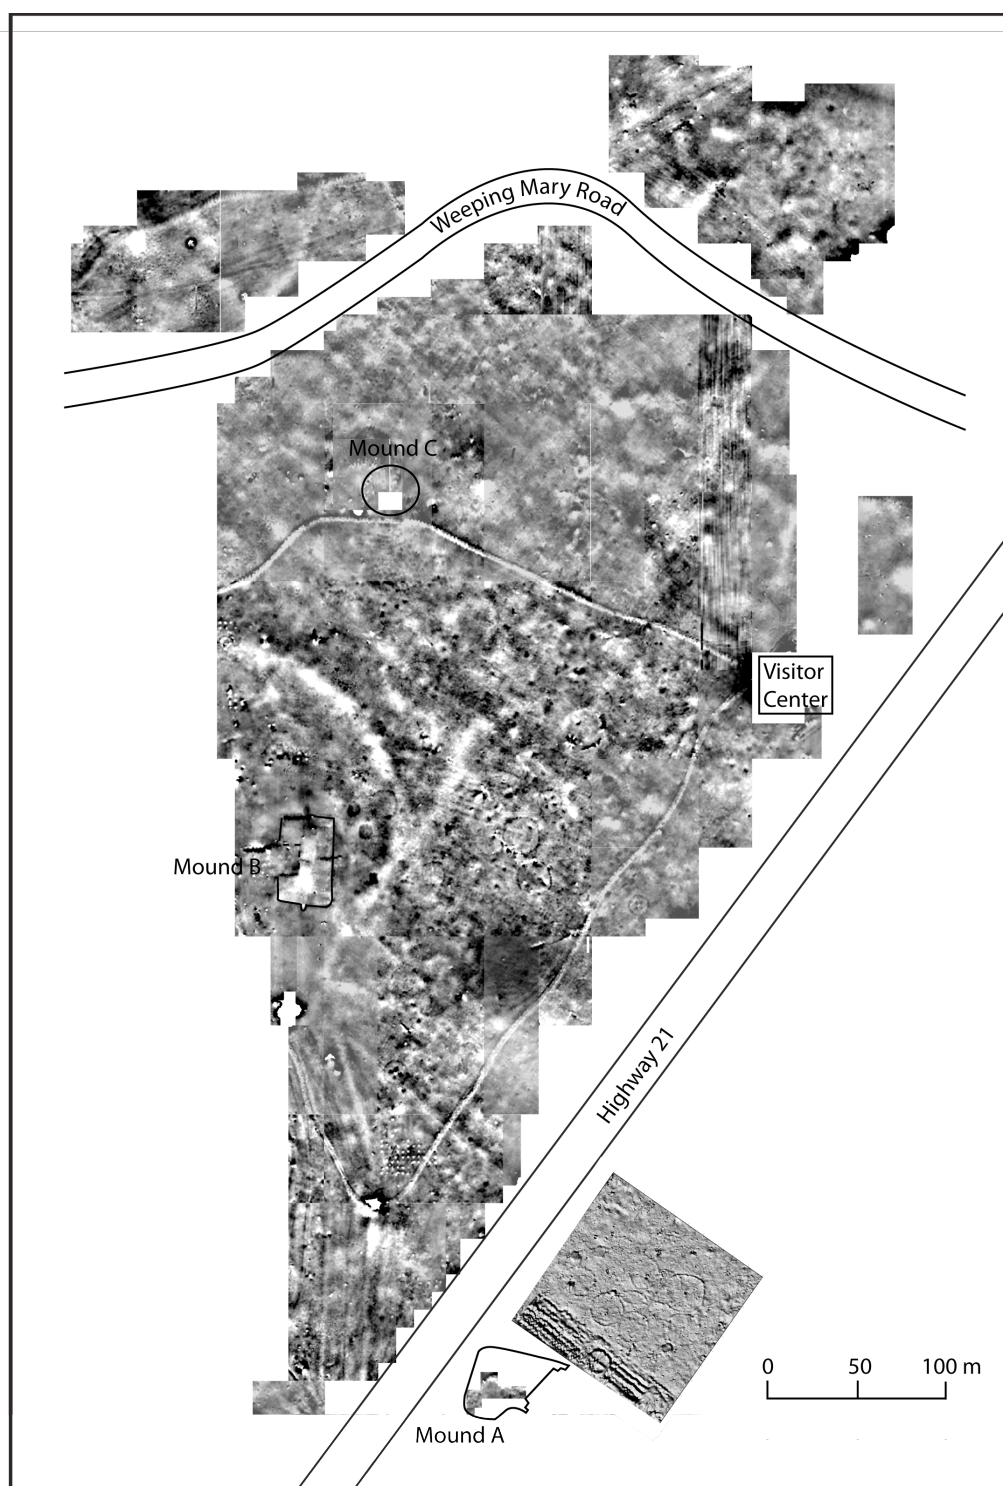 Weeping Mary Road
Mound C
Visitor
Center
Mound B
Highway 21
0 50 100 m
Mound A